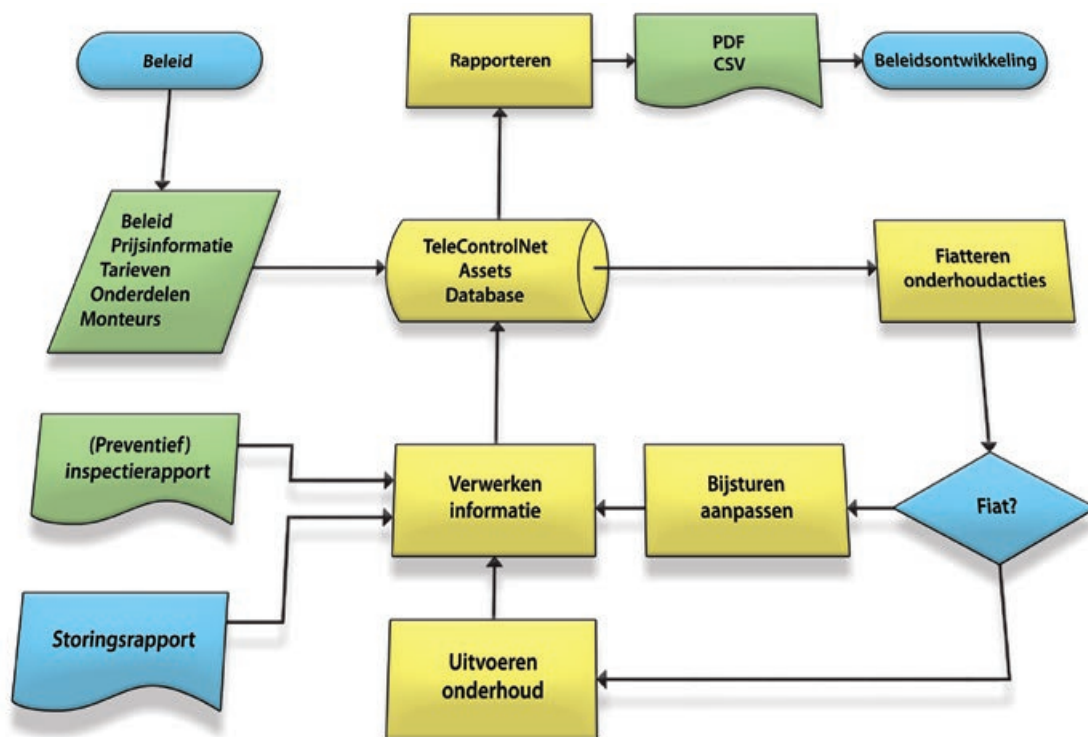 Beleid
Rapporteren
PDF
CSV
Beleidsontwikkeling
Beleid
Prijsinformatie
Tarieven
Onderdelen
Monteurs
TeleControlNet
Assets
Database
Fiatteren
onderhoudacties
(Preventief)
inspectierapport
Verwerken
informatie
Bijsturen
aanpassen
Fiat?
Storingsrapport
Uitvoeren
onderhoud